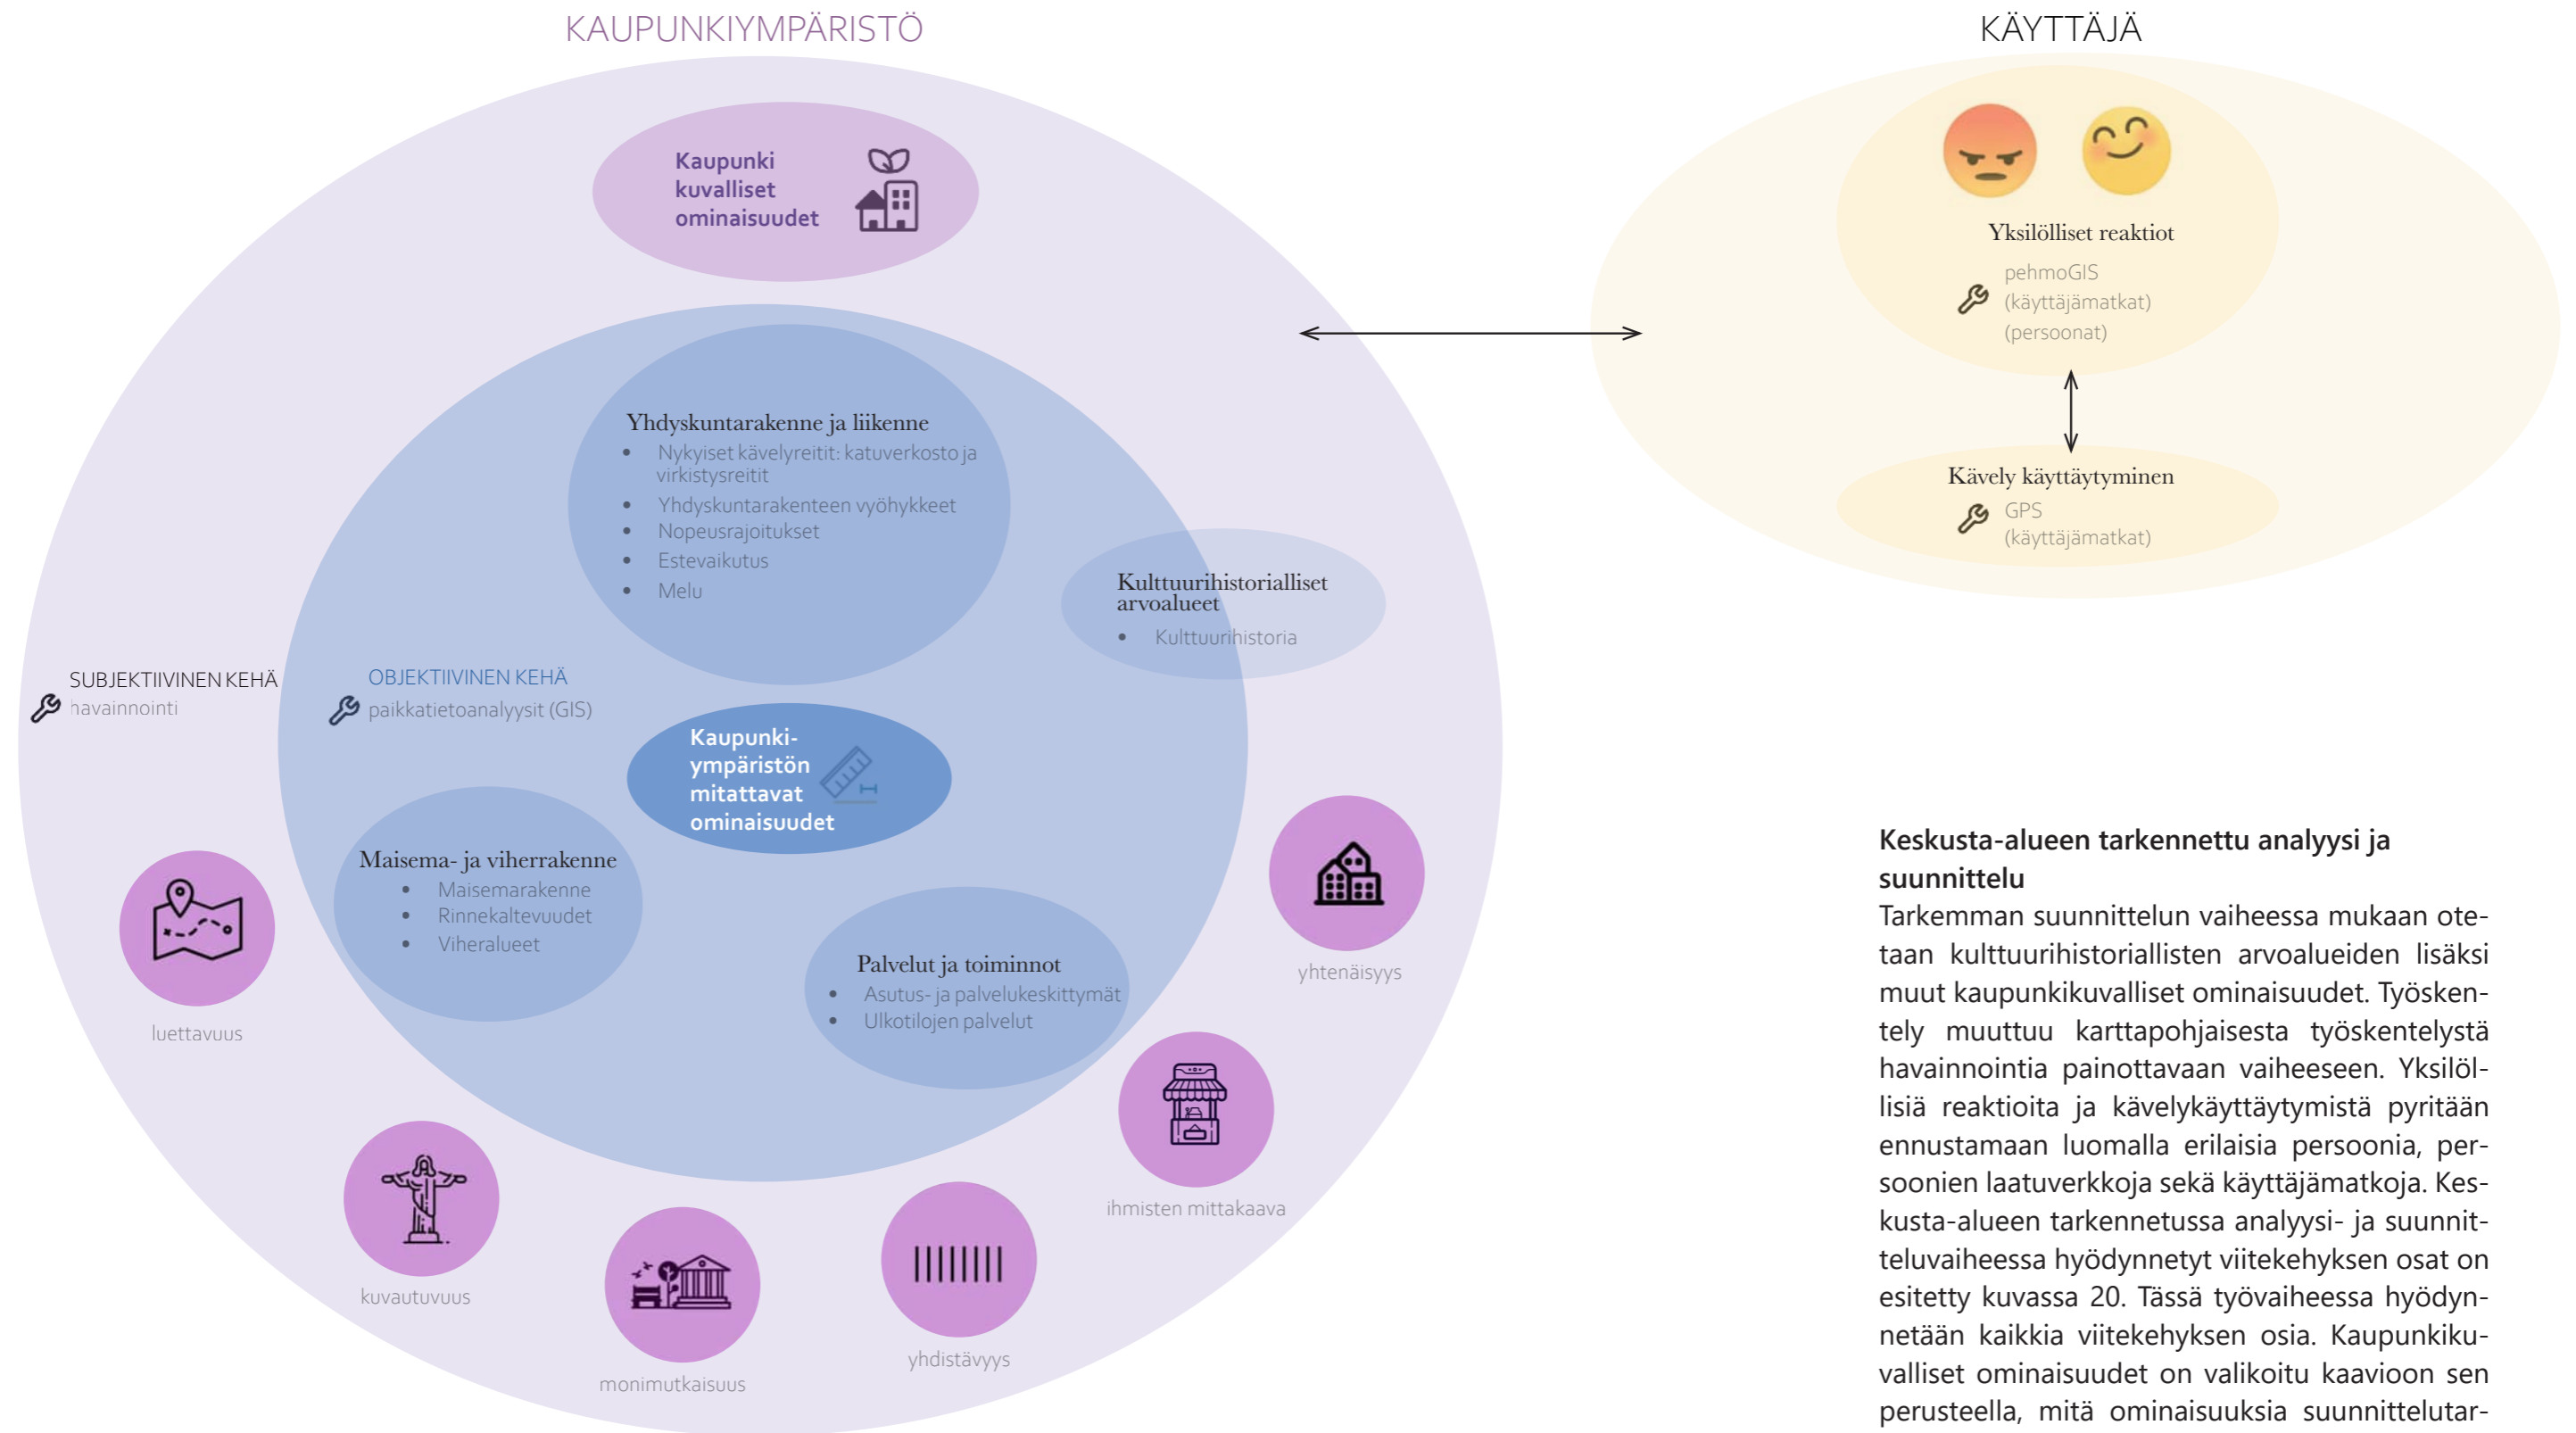 KAUPUNKIYMPÄRISTÖ
Kaupunki
kuvalliset
ominaisuudet
Yhdyskuntarakenne ja liikenne
• Nykyiset kävelyreitit: katuverkosto ja
virkistysreitit
• Yhdyskuntarakenteen vyöhykkeet
• Nopeusrajoitukset
• Estevaikutus
• Melu
Kulttuurihistorialliset
arvoalueet
• Kulttuurihistoria
SUBJEKTIIVINEN KEHÄ
havainnointi
OBJEKTIIVINEN KEHÄ
paikkatietoanalyysit (GIS)
Kaupunki-
ympäristön
mitattavat
ominaisuudet
Maisema- ja viherrakenne
• Maisemarakenne
• Rinnekaltevuudet
• Viheralueet
Palvelut ja toiminnot
• Asutus- ja palvelukeskittymät
• Ulkotilojen palvelut
luettavuus
kuvautuvuus
monimutkaisuus
yhdistävyys
ihmisten mittakaava
yhtenäisyys
KÄYTTÄJÄ
Yksilölliset reaktiot
pehmoGIS
(käyttäjämatkat)
(persoonat)
Kävely käyttäytyminen
GPS
(käyttäjämatkat)
Keskusta-alueen tarkennettu analyysi ja
suunnittelu
Tarkemman suunnittelun vaiheessa mukaan ote-
taan kulttuurihistoriallisten arvoalueiden lisäksi
muut kaupunkikuvalliset ominaisuudet. Työsken-
tely muuttuu karttapohjaisesta työskentelystä
havainnointia painottavaan vaiheeseen. Yksilöl-
lisiä reaktioita ja kävelykäyttäytymistä pyritään
ennustamaan luomalla erilaisia persoonia, per-
soonien laatuverkkoja sekä käyttäjämatkoja. Kes-
kusta-alueen tarkennetussa analyysi- ja suunnit-
teluvaiheessa hyödynnetyt viitekehyksen osat on
esitetty kuvassa 20. Tässä työvaiheessa hyödyn-
netään kaikkia viitekehyksen osia. Kaupunkiku-
valliset ominaisuudet on valikoitu kaavioon sen
perusteella, mitä ominaisuuksia suunnittelutar-